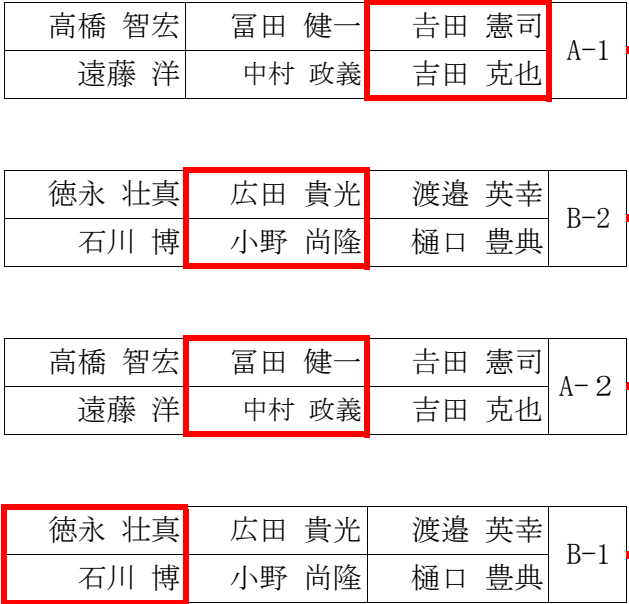 高橋 智宏 冨田 健一 𠮷田 憲司 A-1
遠藤 洋 中村 政義 吉田 克也
徳永 壮真 広田 貴光 渡邉 英幸 B-2
石川 博 小野 尚隆 樋口 豊典
高橋 智宏 冨田 健一 𠮷田 憲司 A-２
遠藤 洋 中村 政義 吉田 克也
徳永 壮真 広田 貴光 渡邉 英幸 B-1
石川 博 小野 尚隆 樋口 豊典